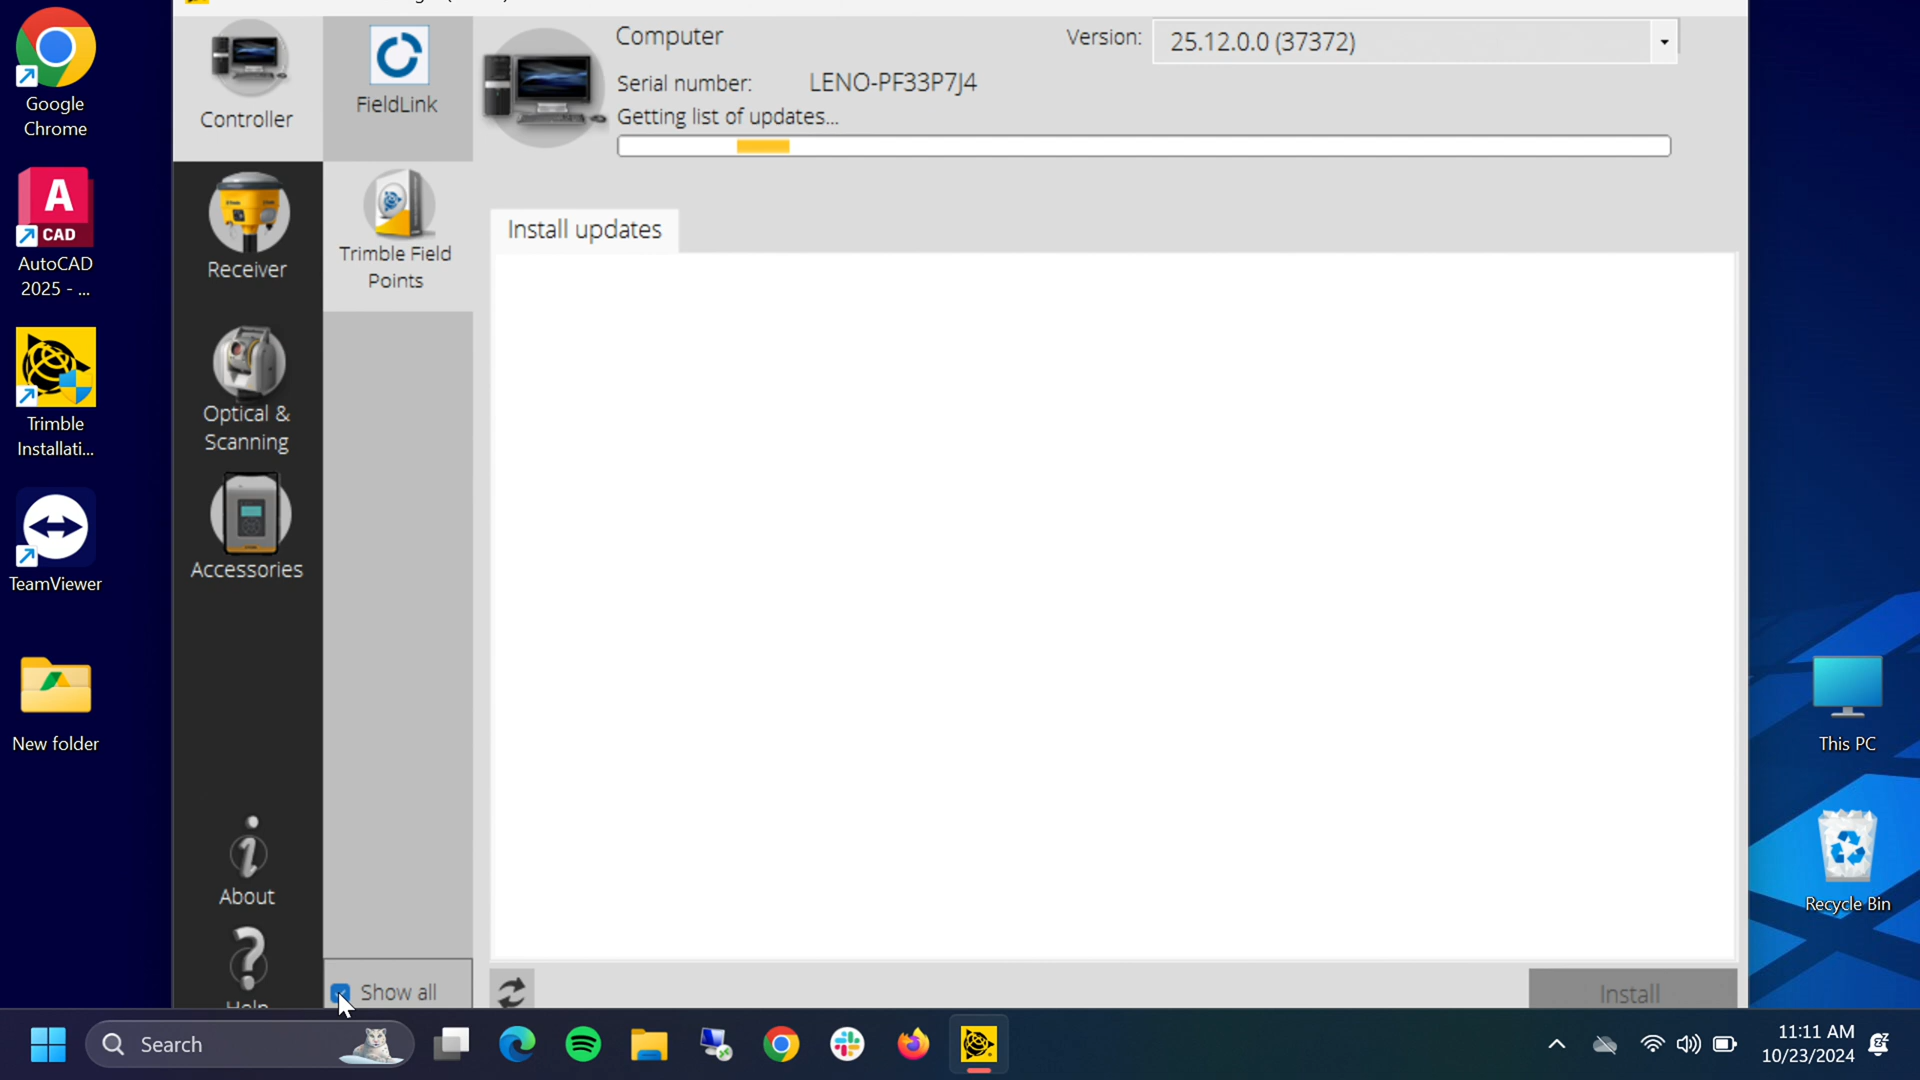 Google
Chrome
A
CAD
AutoCAD
2025 - ...
Trimble
Installati...
TeamViewer
New folder
Controller
FieldLink
Receiver
Trimble Field
Points
Optical &
Scanning
Accessories
About
Help
Show all
Computer
Version:
25.12.0.0 (37372)
Serial number:
LENO-PF33P7J4
Getting list of updates...
Install updates
Install
This PC
Recycle Bin
Search
11:11 AM
10/23/2024